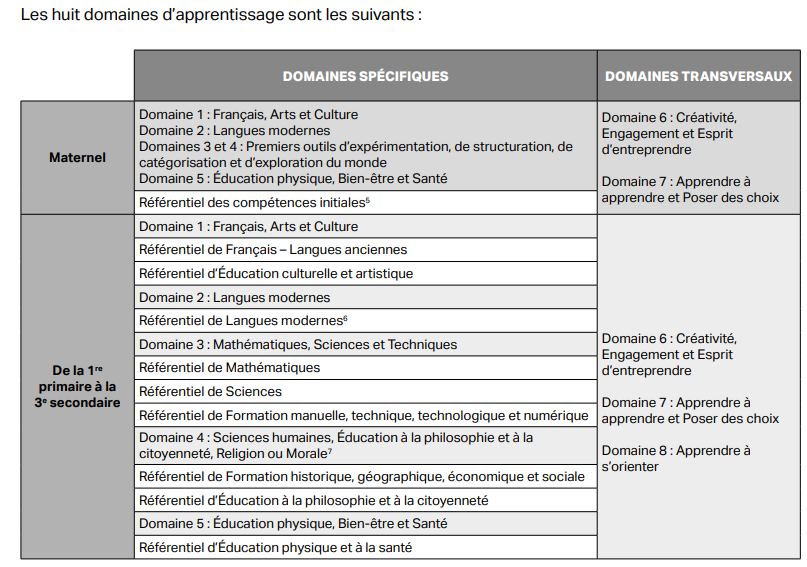 Les huit domaines d'apprentissage sont les suivants :
DOMAINES SPÉCIFIQUES
DOMAINES TRANSVERSAUX
Maternel
Domaine 1 : Français, Arts et Culture
Domaine 2 : Langues modernes
Domaines 3 et 4 : Premiers outils d'expérimentation, de structuration, de
catégorisation et d'exploration du monde
Domaine 5 : Éducation physique, Bien-être et Santé
Référentiel des compétences initiales⁵
Domaine 6 : Créativité,
Engagement et Esprit
d'entreprendre
Domaine 7 : Apprendre à
apprendre et Poser des choix
De la 1ʳᵉ
primaire à la
3ᵉ secondaire
Domaine 1 : Français, Arts et Culture
Référentiel de Français – Langues anciennes
Référentiel d'Éducation culturelle et artistique
Domaine 2 : Langues modernes
Référentiel de Langues modernes⁶
Domaine 3 : Mathématiques, Sciences et Techniques
Référentiel de Mathématiques
Référentiel de Sciences
Référentiel de Formation manuelle, technique, technologique et numérique
Domaine 4 : Sciences humaines, Éducation à la philosophie et à la
citoyenneté, Religion ou Morale⁷
Référentiel de Formation historique, géographique, économique et sociale
Référentiel d'Éducation à la philosophie et à la citoyenneté
Domaine 5 : Éducation physique, Bien-être et Santé
Référentiel d'Éducation physique et à la santé
Domaine 6 : Créativité,
Engagement et Esprit
d'entreprendre
Domaine 7 : Apprendre à
apprendre et Poser des choix
Domaine 8 : Apprendre à
s'orienter